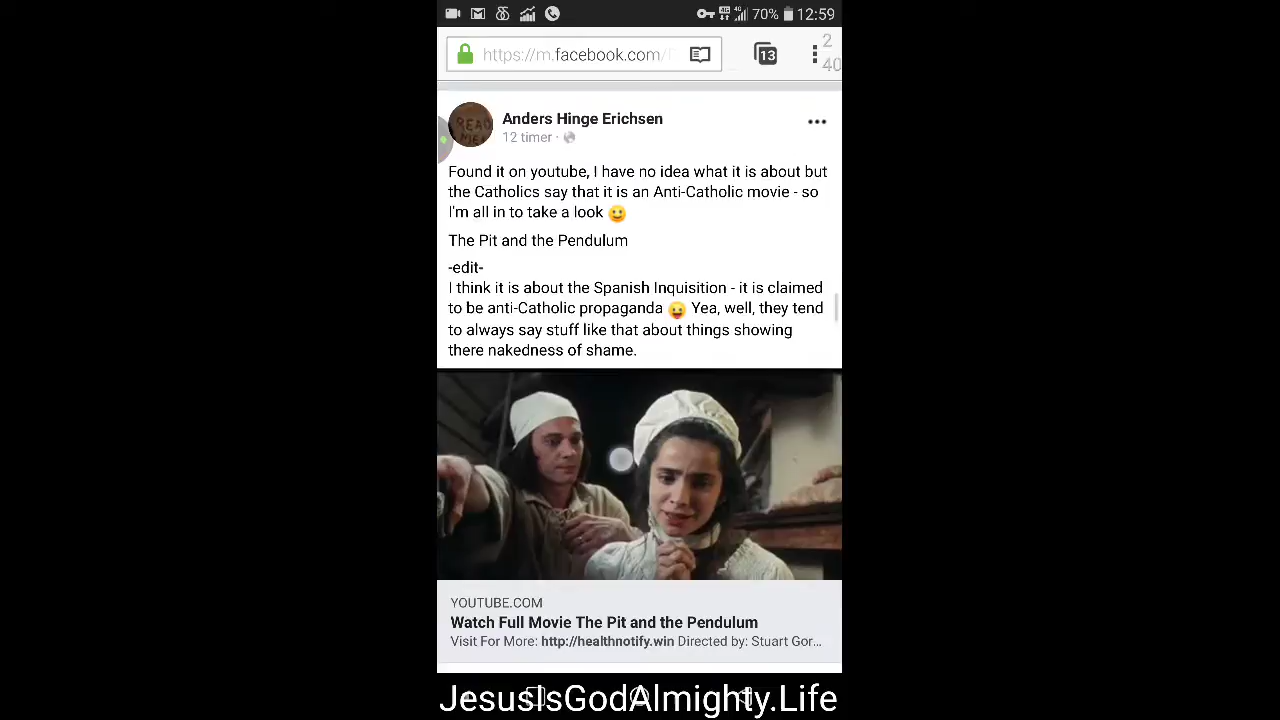 70% 12:59
https://m.facebook.com/
13
2
40
READ
Anders Hinge Erichsen
12 timer ·
Found it on youtube, I have no idea what it is about but
the Catholics say that it is an Anti-Catholic movie - so
I'm all in to take a look
The Pit and the Pendulum
-edit-
I think it is about the Spanish Inquisition - it is claimed
to be anti-Catholic propaganda Yea, well, they tend
to always say stuff like that about things showing
there nakedness of shame.
YOUTUBE.COM
Watch Full Movie The Pit and the Pendulum
Visit For More: http://healthnotify.win Directed by: Stuart Gor...
JesusIsGodAlmighty.Life